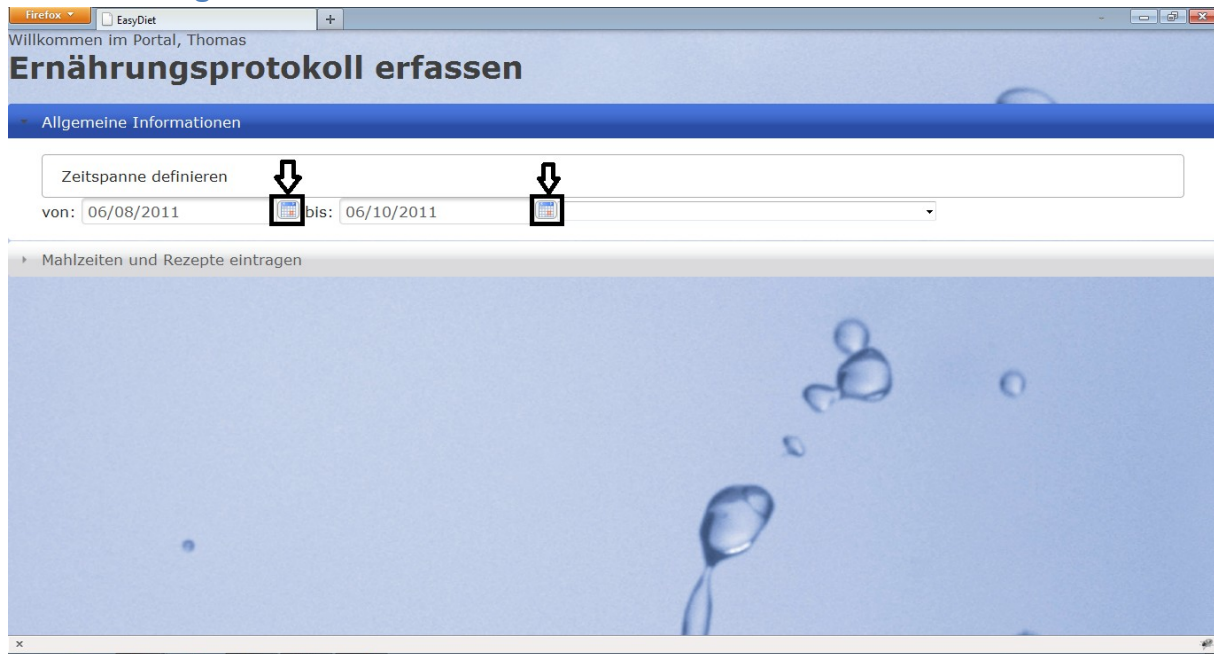 Firefox
EasyDiet
Willkommen im Portal, Thomas
Ernährungsprotokoll erfassen
Allgemeine Informationen
Zeitspanne definieren
von: 06/08/2011 bis: 06/10/2011
Mahlzeiten und Rezepte eintragen